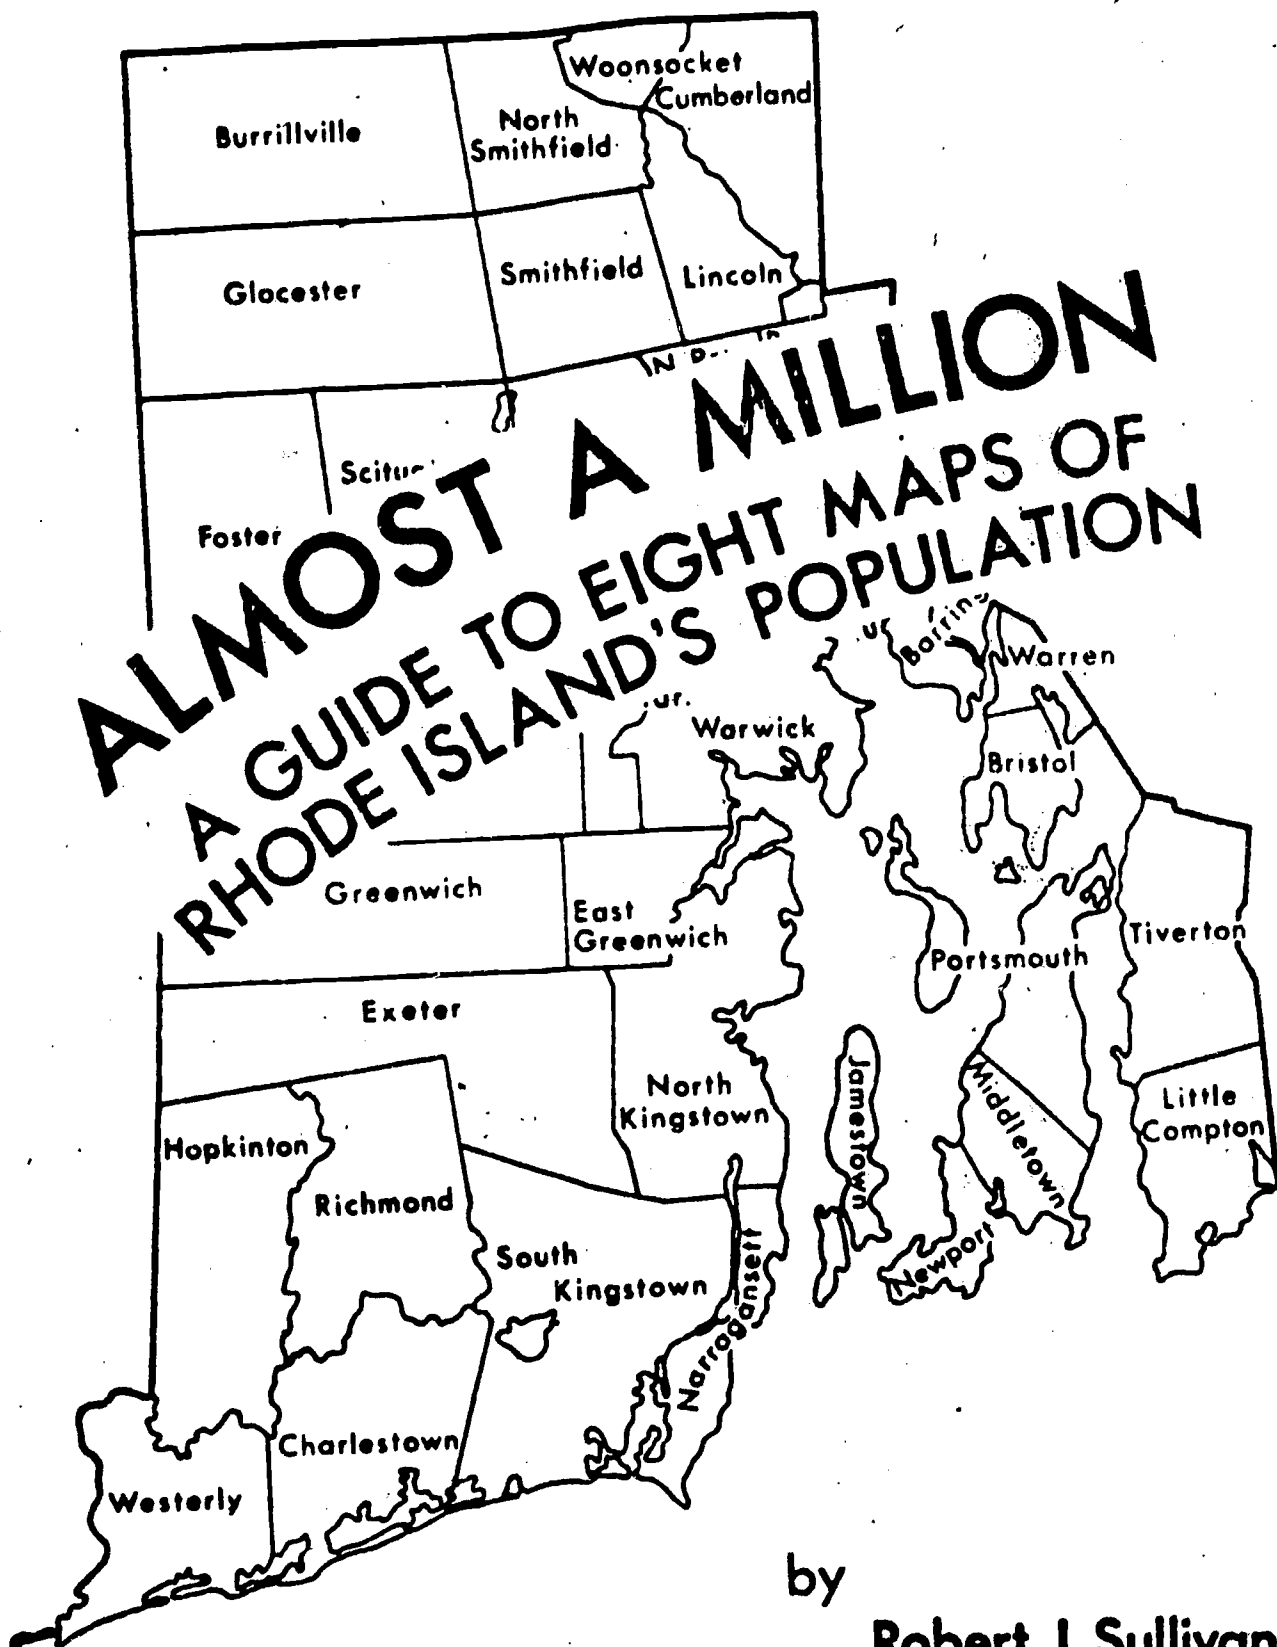 Woonsocket
Cumberland
Burrillville
North
Smithfield
Glocester
Smithfield
Lincoln
Foster
ALMOST A MILLION
A GUIDE TO EIGHT MAPS OF
RHODE ISLAND'S POPULATION
Warren
Warwick
Bristol
Greenwich
East
Greenwich
Tiverton
Portsmouth
Exeter
Jamestown
Middletown
North
Kingstown
Little
Compton
Hopkinton
Richmond
South
Kingstown
Newport
Narragansett
Charlestown
Westerly
by
Robert J. Sullivan